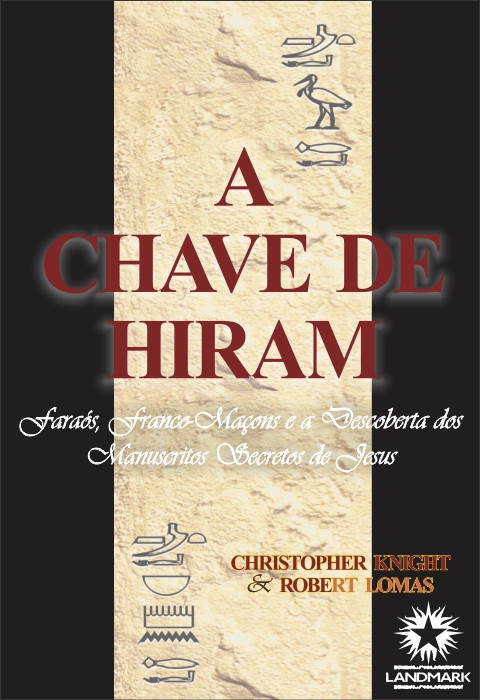 A
CHAVE DE
HIRAM
Faraós, Franco-Maçons e a Descoberta dos
Manuscritos Secretos de Jesus
CHRISTOPHER KNIGHT
& ROBERT LOMAS
LANDMARK